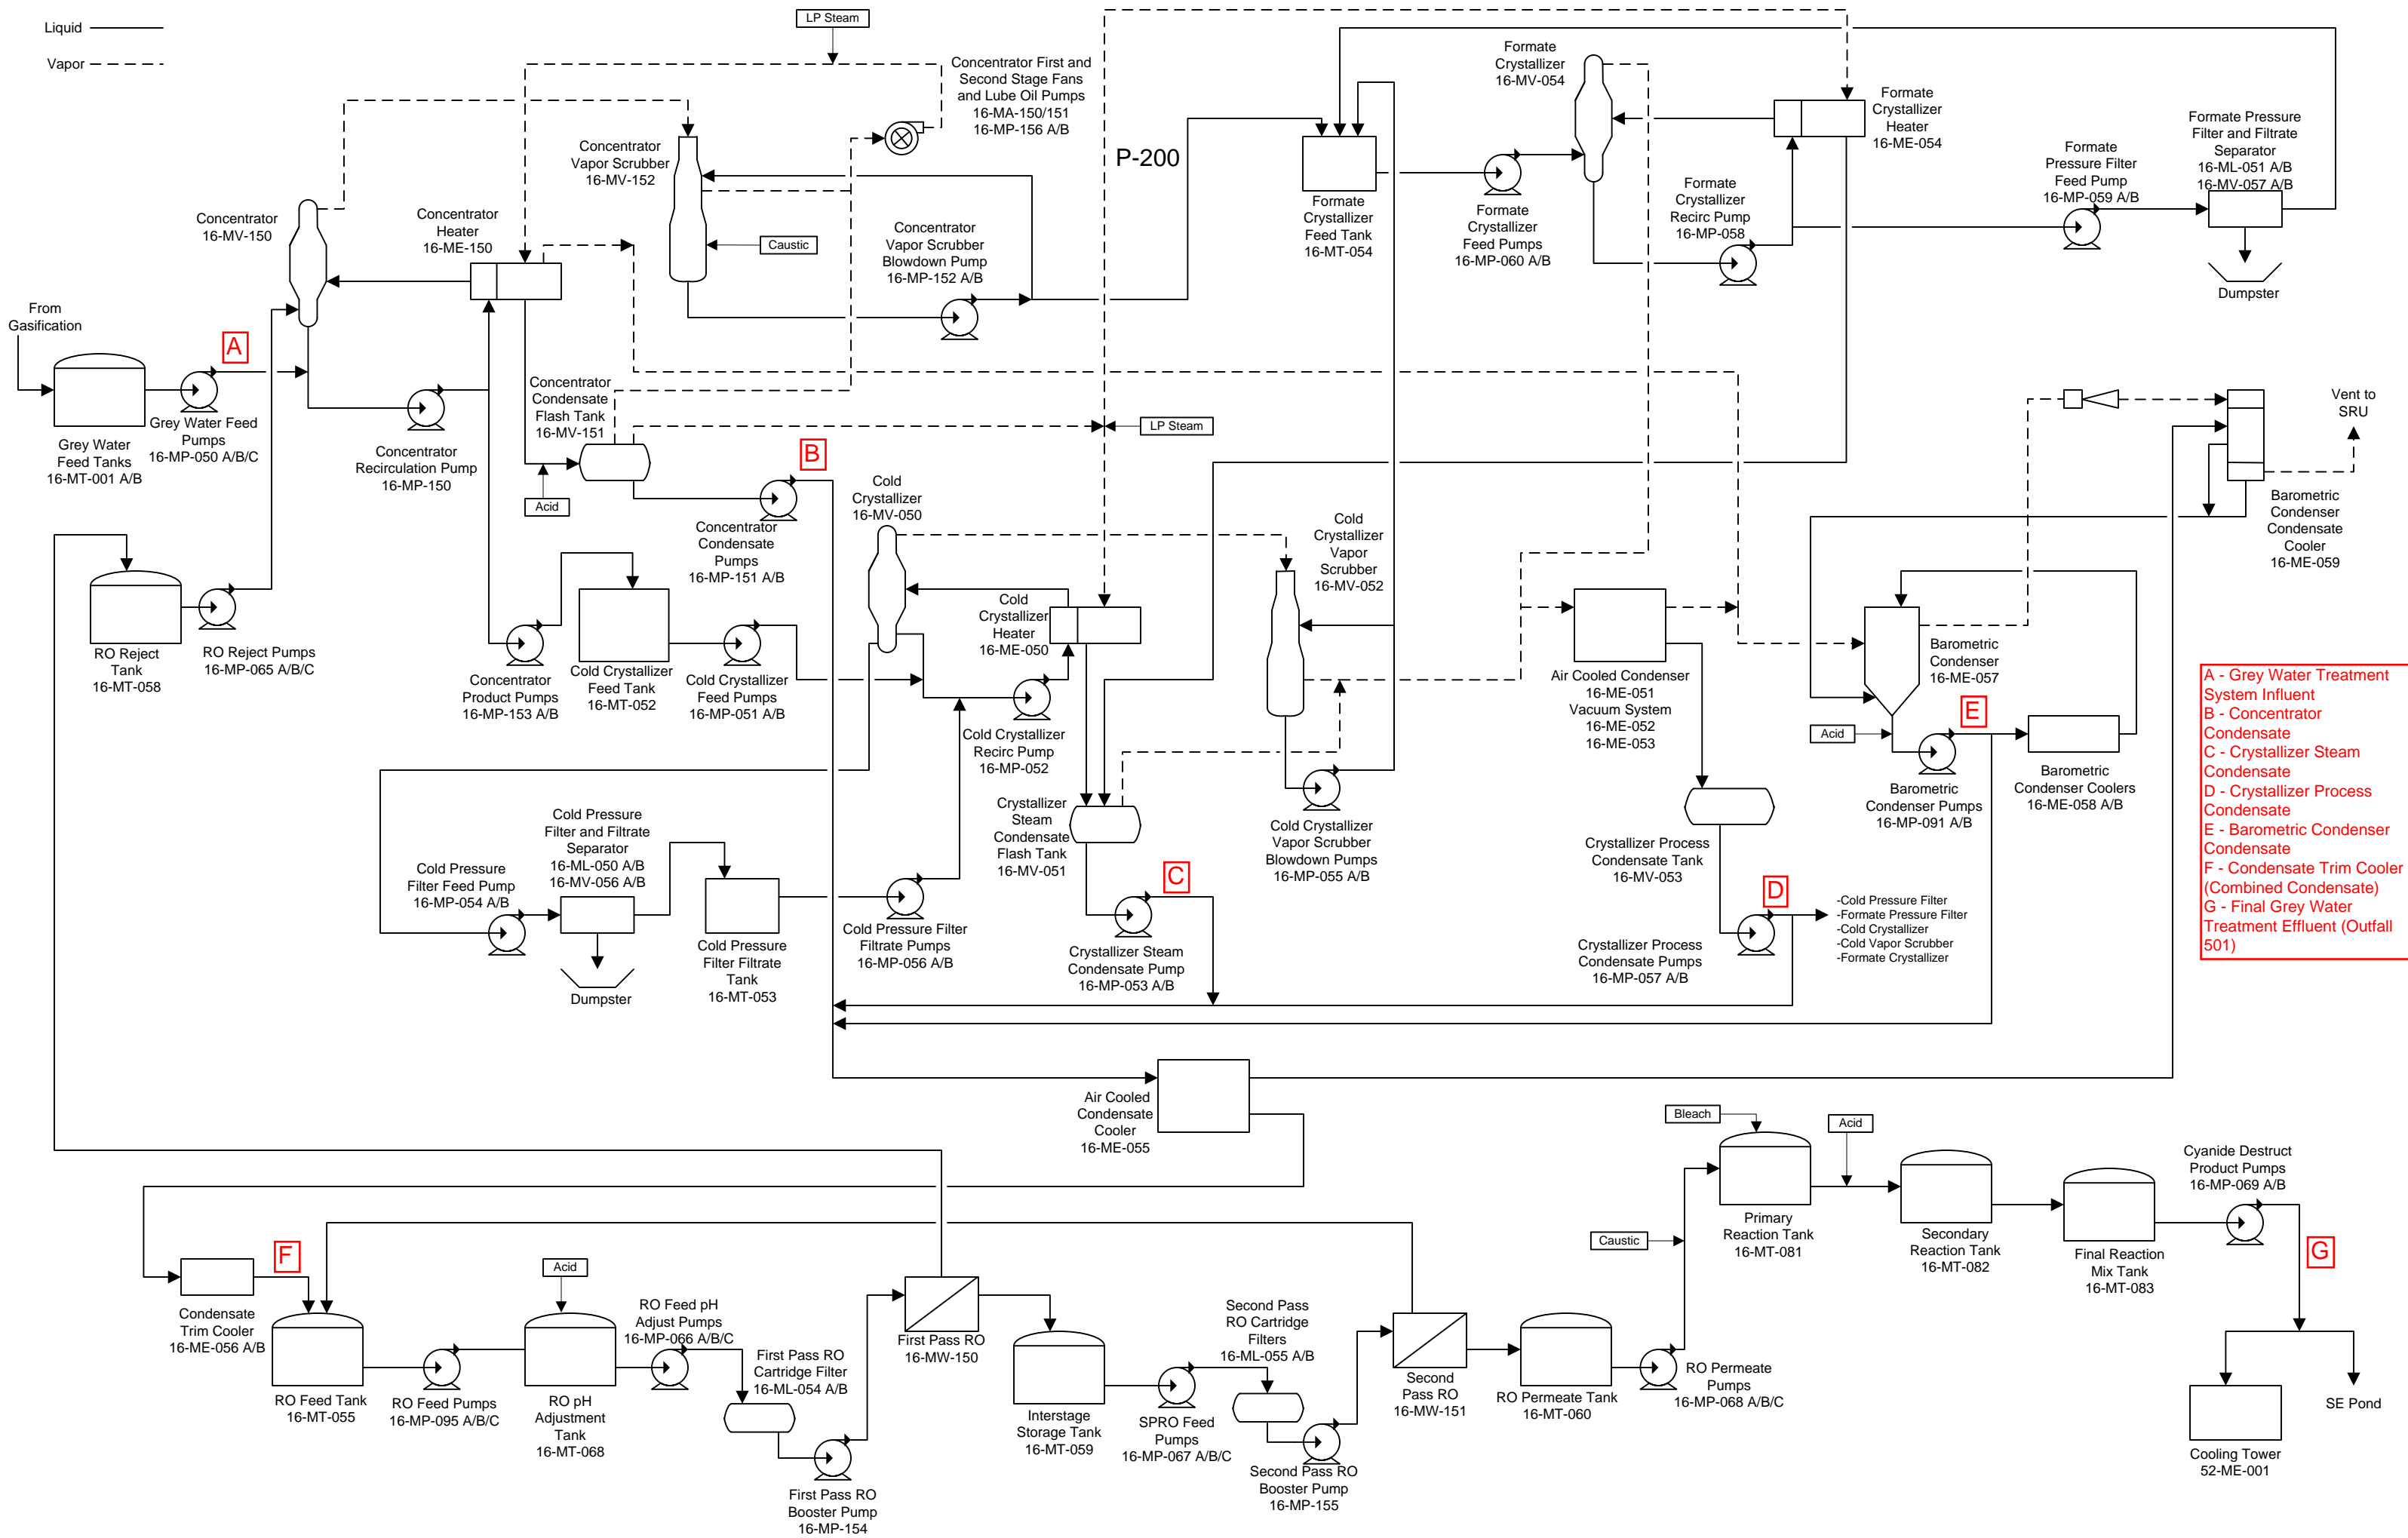 Liquid
Vapor
LP Steam
Concentrator First and
Second Stage Fans
and Lube Oil Pumps
16-MA-150/151
16-MP-156 A/B
Formate
Crystallizer
16-MV-054
Formate
Crystallizer
Heater
16-ME-054
Formate Pressure
Filter and Filtrate
Separator
16-ML-051 A/B
16-MV-057 A/B
Concentrator
Vapor Scrubber
16-MV-152
P-200
Formate
Pressure Filter
Feed Pump
16-MP-059 A/B
Concentrator
16-MV-150
Concentrator
Heater
16-ME-150
Caustic
Concentrator
Vapor Scrubber
Blowdown Pump
16-MP-152 A/B
Formate
Crystallizer
Feed Tank
16-MT-054
Formate
Crystallizer
Feed Pumps
16-MP-060 A/B
Formate
Crystallizer
Recirc Pump
16-MP-058
Dumpster
From
Gasification
A
Grey Water
Feed Tanks
16-MT-001 A/B
Grey Water Feed
Pumps
16-MP-050 A/B/C
Concentrator
Recirculation Pump
16-MP-150
Concentrator
Condensate
Flash Tank
16-MV-151
Acid
B
LP Steam
Vent to
SRU
Concentrator
Condensate
Pumps
16-MP-151 A/B
Cold
Crystallizer
16-MV-050
Cold
Crystallizer
Vapor
Scrubber
16-MV-052
Barometric
Condenser
Condensate
Cooler
16-ME-059
RO Reject
Tank
16-MT-058
RO Reject Pumps
16-MP-065 A/B/C
Concentrator
Product Pumps
16-MP-153 A/B
Cold Crystallizer
Feed Tank
16-MT-052
Cold Crystallizer
Feed Pumps
16-MP-051 A/B
Cold
Crystallizer
Heater
16-ME-050
Cold Crystallizer
Recirc Pump
16-MP-052
Air Cooled Condenser
16-ME-051
Vacuum System
16-ME-052
16-ME-053
Barometric
Condenser
16-ME-057
Acid
E
Barometric
Condenser Pumps
16-MP-091 A/B
Barometric
Condenser Coolers
16-ME-058 A/B
A - Grey Water Treatment
System Influent
B - Concentrator
Condensate
C - Crystallizer Steam
Condensate
D - Crystallizer Process
Condensate
E - Barometric Condenser
Condensate
F - Condensate Trim Cooler
(Combined Condensate)
G - Final Grey Water
Treatment Effluent (Outfall
501)
Cold Pressure
Filter Feed Pump
16-MP-054 A/B
Cold Pressure
Filter and Filtrate
Separator
16-ML-050 A/B
16-MV-056 A/B
Dumpster
Cold Pressure
Filter Filtrate
Tank
16-MT-053
Cold Pressure Filter
Filtrate Pumps
16-MP-056 A/B
Crystallizer
Steam
Condensate
Flash Tank
16-MV-051
C
Crystallizer Steam
Condensate Pump
16-MP-053 A/B
Cold Crystallizer
Vapor Scrubber
Blowdown Pumps
16-MP-055 A/B
Crystallizer Process
Condensate Tank
16-MV-053
D
Crystallizer Process
Condensate Pumps
16-MP-057 A/B
-Cold Pressure Filter
-Formate Pressure Filter
-Cold Crystallizer
-Cold Vapor Scrubber
-Formate Crystallizer
Air Cooled
Condensate
Cooler
16-ME-055
Bleach
Acid
Caustic
Primary
Reaction Tank
16-MT-081
Secondary
Reaction Tank
16-MT-082
Final Reaction
Mix Tank
16-MT-083
Cyanide Destruct
Product Pumps
16-MP-069 A/B
G
F
Condensate
Trim Cooler
16-ME-056 A/B
RO Feed Tank
16-MT-055
RO Feed Pumps
16-MP-095 A/B/C
Acid
RO pH
Adjustment
Tank
16-MT-068
RO Feed pH
Adjust Pumps
16-MP-066 A/B/C
First Pass RO
Cartridge Filter
16-ML-054 A/B
First Pass RO
Booster Pump
16-MP-154
First Pass RO
16-MW-150
Interstage
Storage Tank
16-MT-059
SPRO Feed
Pumps
16-MP-067 A/B/C
Second Pass
RO Cartridge
Filters
16-ML-055 A/B
Second Pass RO
Booster Pump
16-MP-155
Second
Pass RO
16-MW-151
RO Permeate Tank
16-MT-060
RO Permeate
Pumps
16-MP-068 A/B/C
Cooling Tower
52-ME-001
SE Pond